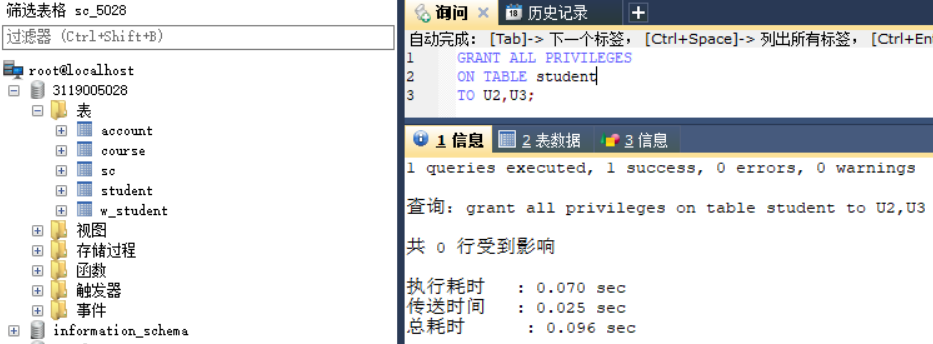 筛选表格 sc_5028
过滤器 (Ctrl+Shift+B)
root@localhost
3119005028
表
account
course
sc
student
w_student
视图
存储过程
函数
触发器
事件
information_schema
询问
历史记录
自动完成: [Tab]-> 下一个标签, [Ctrl+Space]-> 列出所有标签, [Ctrl+En
1 GRANT ALL PRIVILEGES
2 ON TABLE student
3 TO U2,U3;
1 信息 2 表数据 3 信息
1 queries executed, 1 success, 0 errors, 0 warnings
查询: grant all privileges on table student to U2,U3
共 0 行受到影响
执行耗时 : 0.070 sec
传送时间 : 0.025 sec
总耗时 : 0.096 sec